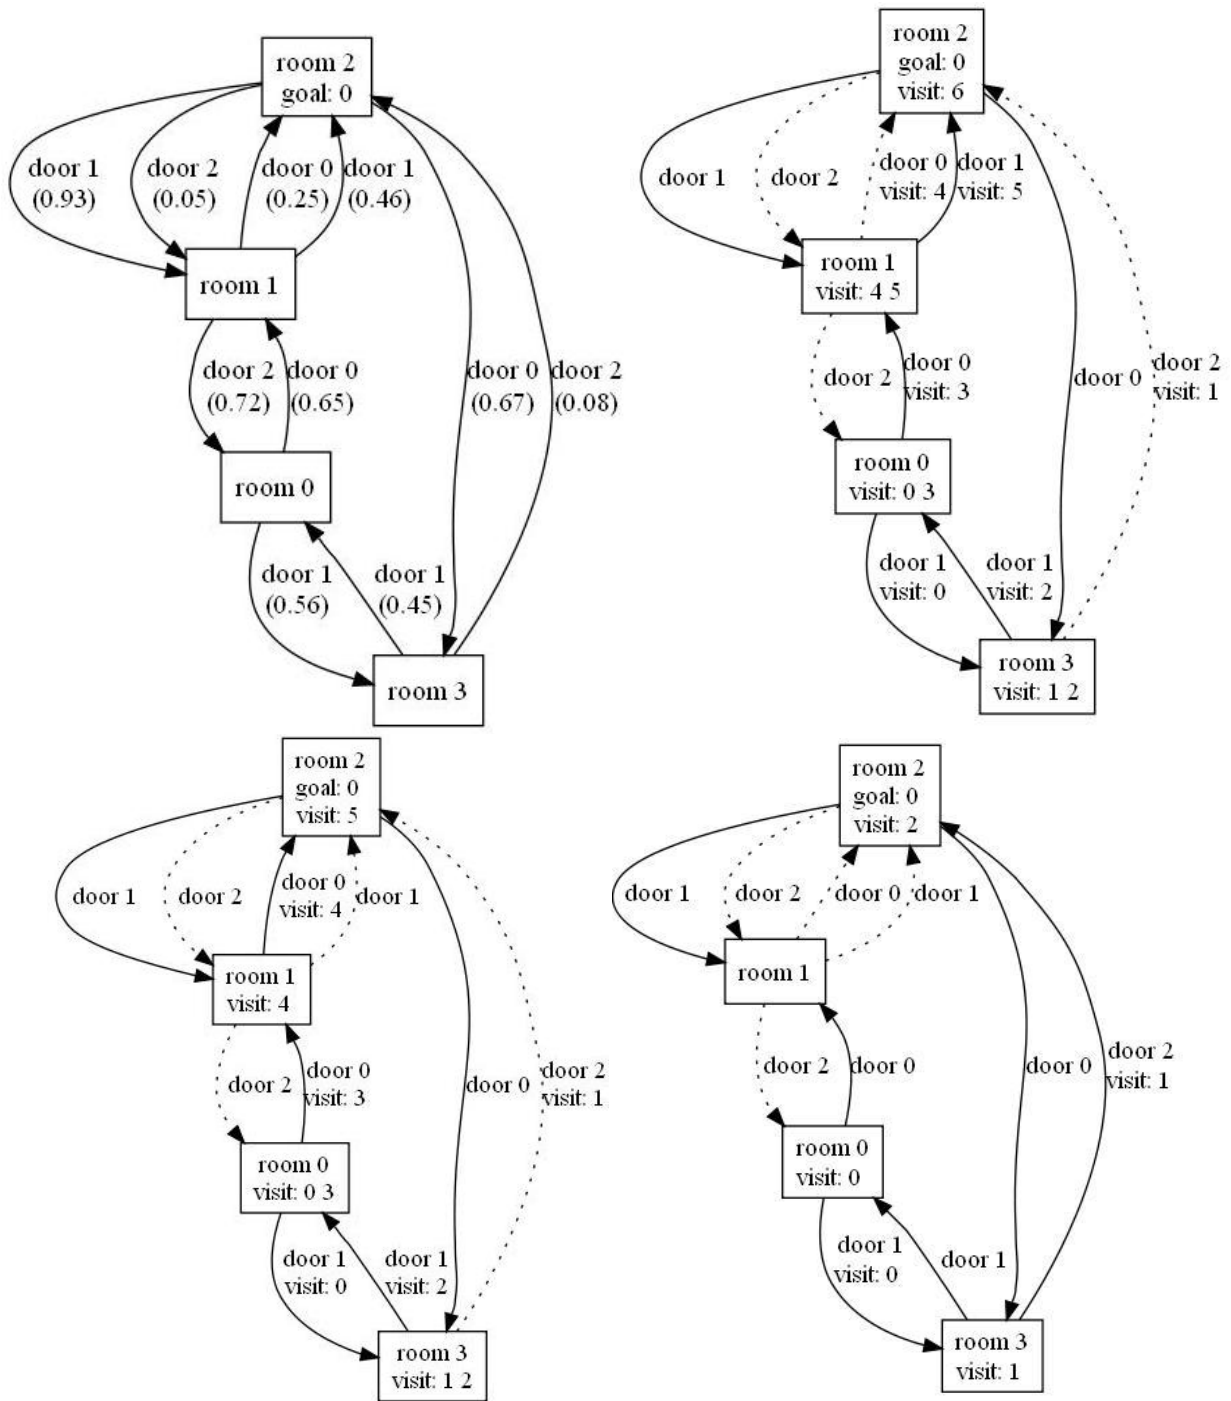 room 2
goal: 0
door 1
(0.93)
door 2
(0.05)
door 0
(0.25)
door 1
(0.46)
room 1
door 2
(0.72)
door 0
(0.65)
door 0
(0.67)
door 2
(0.08)
room 0
door 1
(0.56)
door 1
(0.45)
room 3
room 2
goal: 0
visit: 6
door 1
door 2
door 0
visit: 4
door 1
visit: 5
room 1
visit: 4 5
door 2
door 0
visit: 3
door 0
door 2
visit: 1
room 0
visit: 0 3
door 1
visit: 0
door 1
visit: 2
room 3
visit: 1 2
room 2
goal: 0
visit: 5
door 1
door 2
door 0
visit: 4
door 1
room 1
visit: 4
door 2
door 0
visit: 3
door 0
door 2
visit: 1
room 0
visit: 0 3
door 1
visit: 0
door 1
visit: 2
room 3
visit: 1 2
room 2
goal: 0
visit: 2
door 1
door 2
door 0
door 1
room 1
door 2
door 0
door 0
door 2
visit: 1
room 0
visit: 0
door 1
visit: 0
door 1
room 3
visit: 1